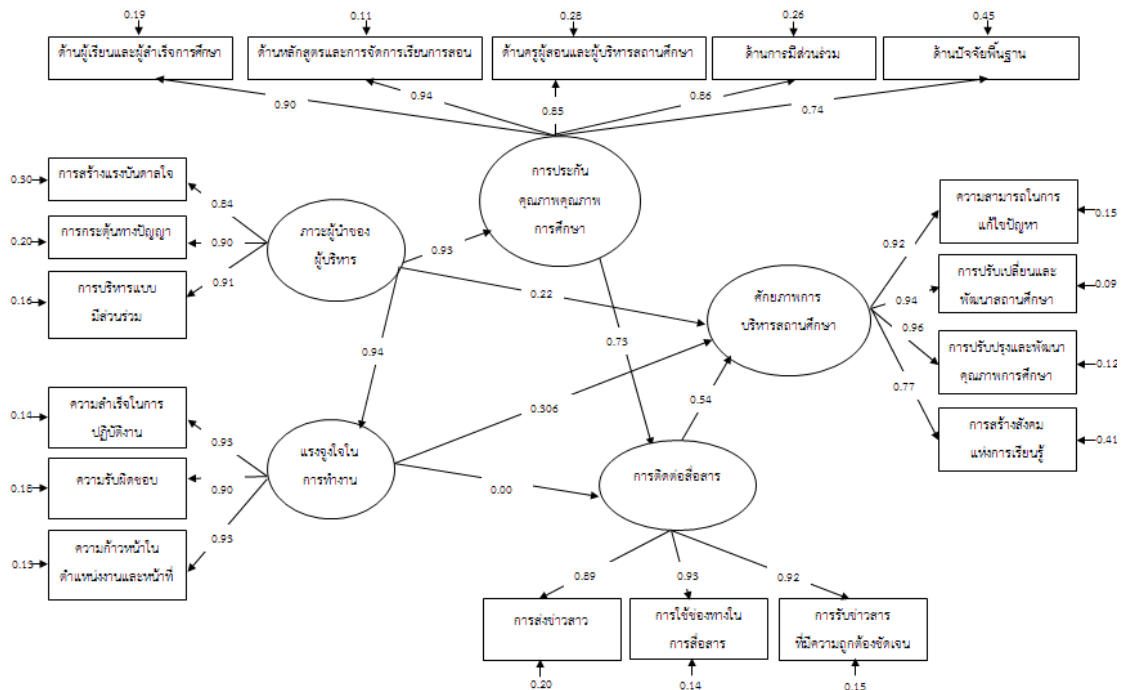 0.19 0.11 0.28 0.26 0.45
ด้านผู้เรียนและผู้สำเร็จการศึกษา ด้านหลักสูตรและการจัดการเรียนการสอน ด้านครูผู้สอนและผู้บริหารสถานศึกษา ด้านการมีส่วนร่วม ด้านปัจจัยพื้นฐาน
0.90 0.94 0.85 0.86 0.74
การประกัน
คุณภาพคุณภาพ
การศึกษา
0.30 การสร้างแรงบันดาลใจ
0.84
0.20 การกระตุ้นทางปัญญา
0.90
0.16 การบริหารแบบ
มีส่วนร่วม
0.91
ภาวะผู้นำของ
ผู้บริหาร
0.93
0.22
0.94
0.73
ศักยภาพการ
บริหารสถานศึกษา
0.92
ความสามารถในการ
แก้ไขปัญหา
0.15
0.94
การปรับเปลี่ยนและ
พัฒนาสถานศึกษา
0.09
0.96
การปรับปรุงและพัฒนา
คุณภาพการศึกษา
0.12
0.77
การสร้างสังคม
แห่งการเรียนรู้
0.41
0.14 ความสำเร็จในการ
ปฏิบัติงาน
0.93
0.18 ความรับผิดชอบ
0.90
0.13 ความก้าวหน้าใน
ตำแหน่งงานและหน้าที่
0.93
แรงจูงใจใน
การทำงาน
0.306
0.54
0.00
การติดต่อสื่อสาร
0.89 0.93 0.92
การส่งข่าวสาว
การใช้ช่องทางใน
การสื่อสาร
การรับข่าวสาร
ที่มีความถูกต้องชัดเจน
0.20 0.14 0.15